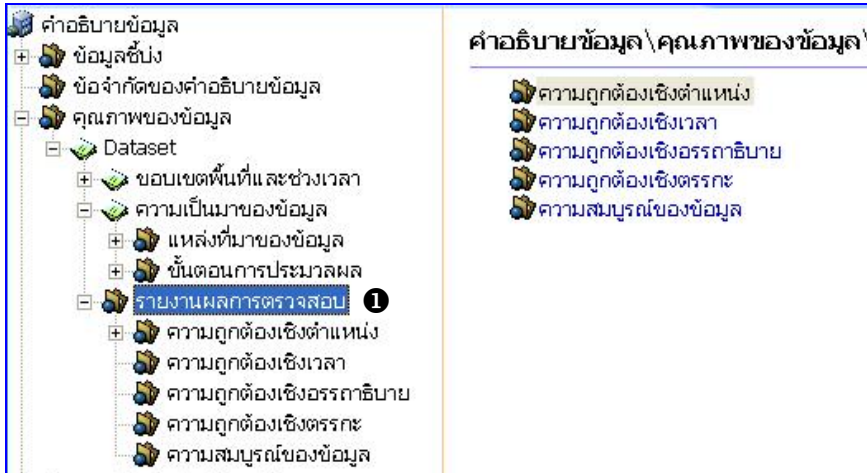 คำอธิบายข้อมูล
ข้อมูลชี้บ่ง
ข้อจำกัดของคำอธิบายข้อมูล
คุณภาพของข้อมูล
Dataset
ขอบเขตพื้นที่และช่วงเวลา
ความเป็นมาของข้อมูล
แหล่งที่มาของข้อมูล
ขั้นตอนการประมวลผล
รายงานผลการตรวจสอบ ❶
ความถูกต้องเชิงตำแหน่ง
ความถูกต้องเชิงเวลา
ความถูกต้องเชิงอรรถาธิบาย
ความถูกต้องเชิงตรรกะ
ความสมบูรณ์ของข้อมูล
คำอธิบายข้อมูล\คุณภาพของข้อมูล\
ความถูกต้องเชิงตำแหน่ง
ความถูกต้องเชิงเวลา
ความถูกต้องเชิงอรรถาธิบาย
ความถูกต้องเชิงตรรกะ
ความสมบูรณ์ของข้อมูล